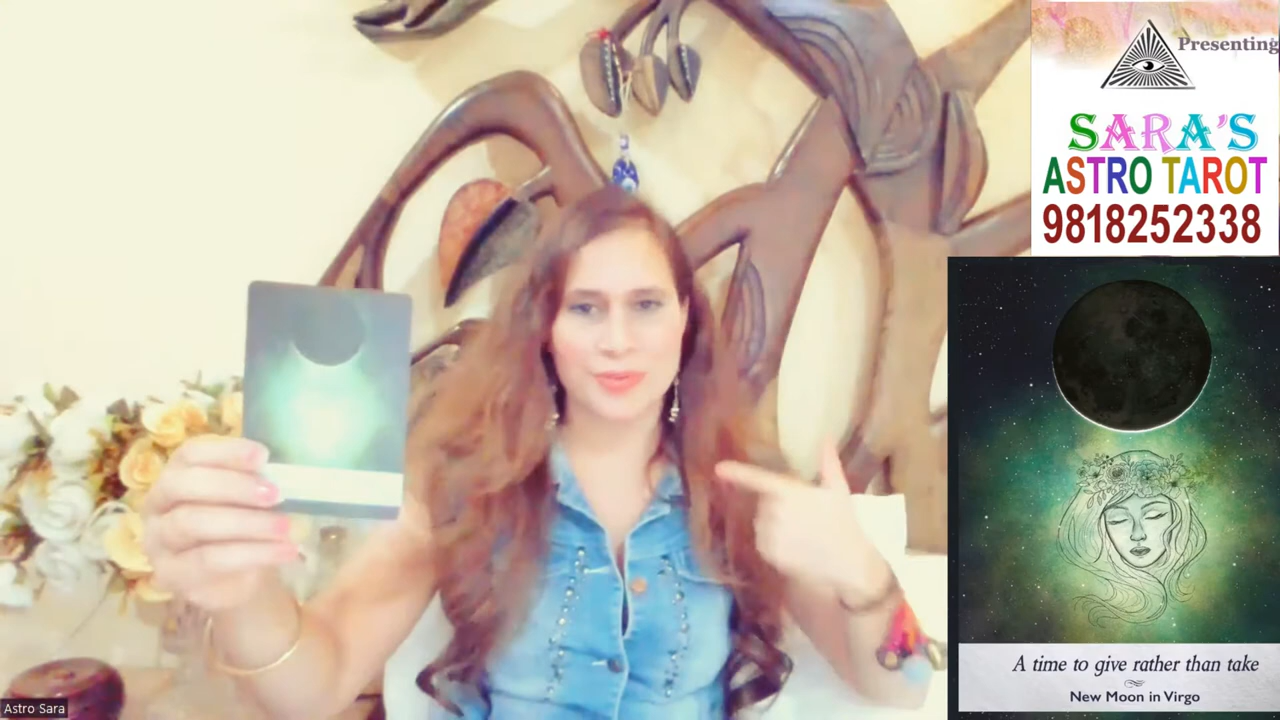 Presenting
SARA'S
ASTRO TAROT
9818252338
A time to give rather than take
New Moon in Virgo
Astro Sara